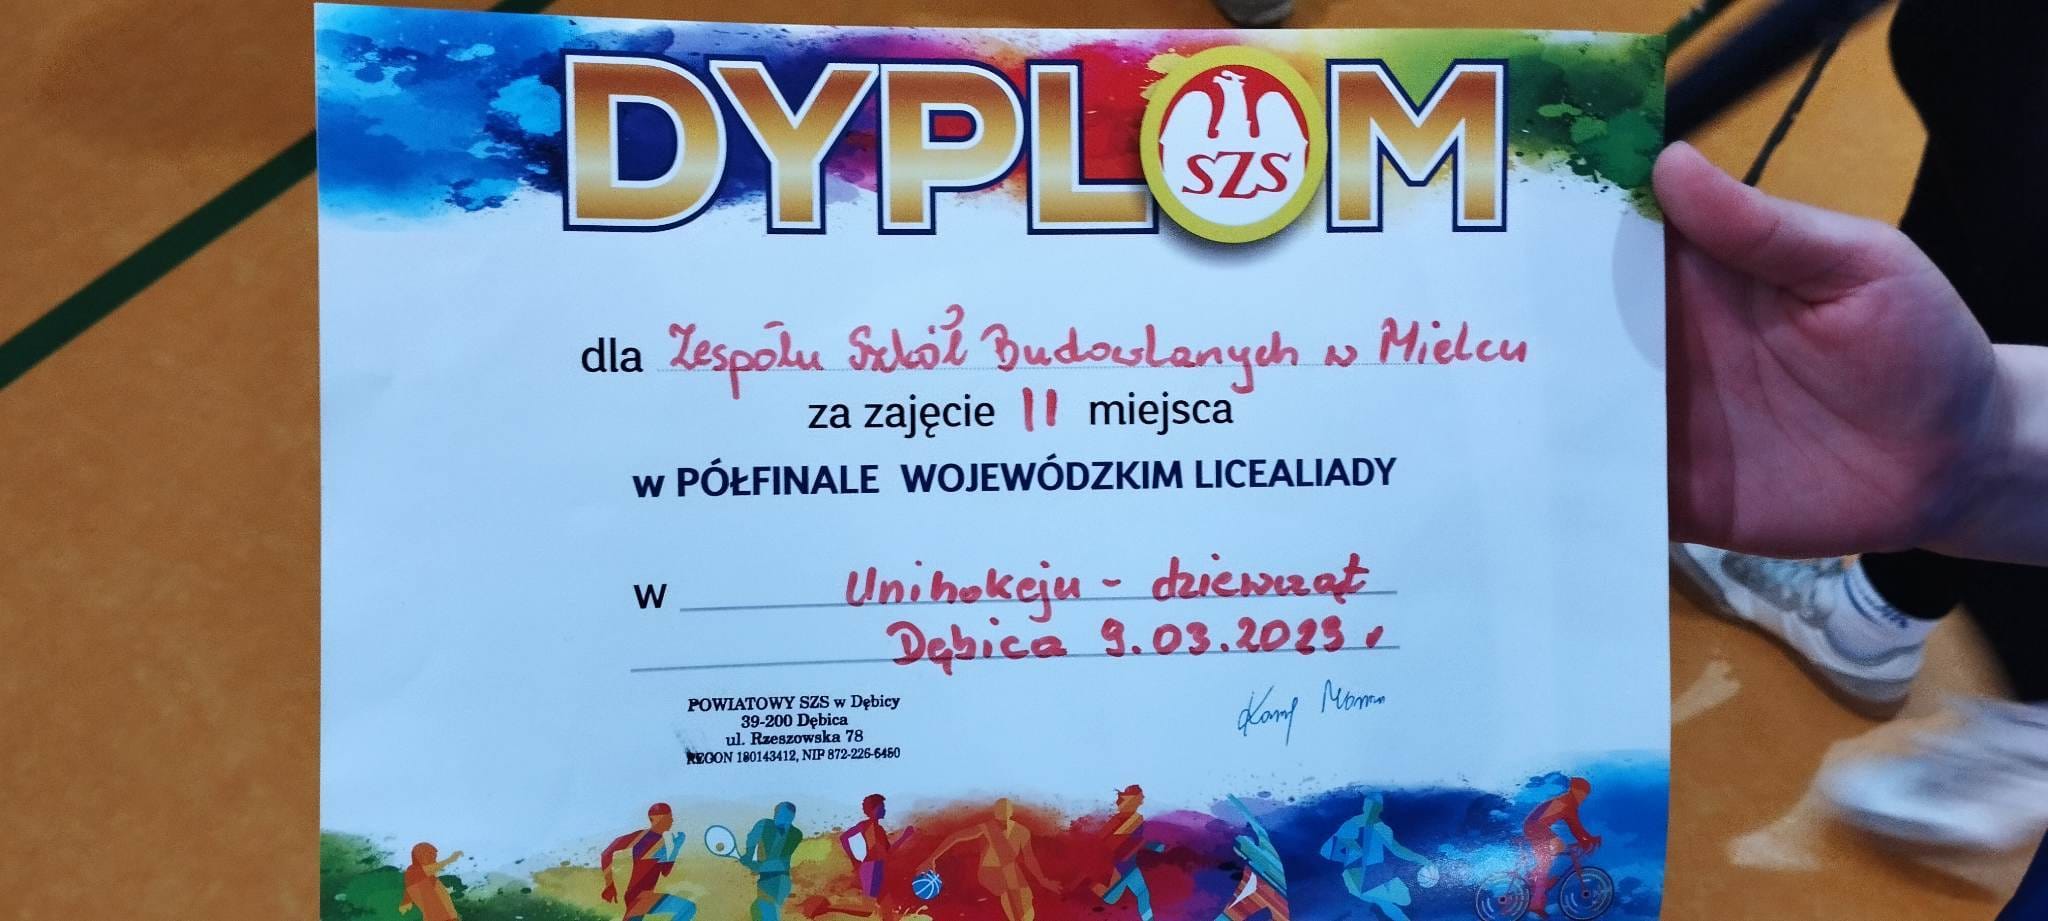 DYPLOM
SZS
dla Zespołu Szkół Budowlanych w Mielcu
za zajęcie II miejsca
w PÓŁFINALE WOJEWÓDZKIM LICEALIADY
w Unihokeju - dziewcząt
Dębica 9.03.2023 r
POWIATOWY SZS w Dębicy
39-200 Dębica
ul. Rzeszowska 78
REGON 180143412, NIP 872-226-6480